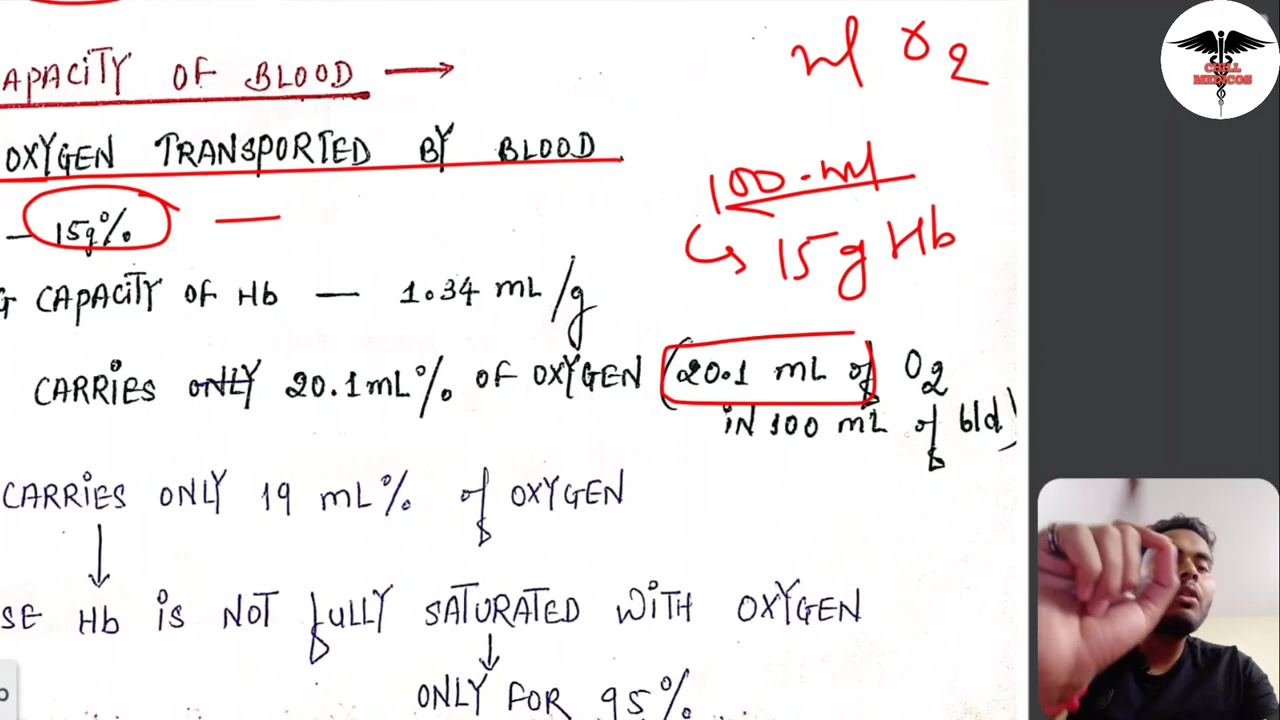 APACITY OF BLOOD →
OXYGEN TRANSPORTED BY BLOOD
— 15g% —
G CAPACITY OF Hb — 1.34 mL/g
CARRIES ONLY 20.1 mL% OF OXYGEN (20.1 mL of O2
IN 100 mL of bld)
CARRIES ONLY 19 mL% of OXYGEN
↓
SE Hb is NOT fULLY SATURATED WITH OXYGEN
↓
ONLY FOR 95%
O2
100 ml
↳ 15g Hb
CHILL
MEDICOS